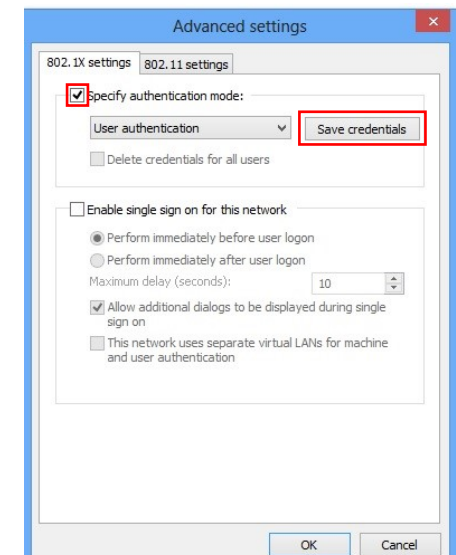 Advanced settings
802.1X settings 802.11 settings
Specify authentication mode:
User authentication Save credentials
Delete credentials for all users
Enable single sign on for this network
Perform immediately before user logon
Perform immediately after user logon
Maximum delay (seconds): 10
Allow additional dialogs to be displayed during single
sign on
This network uses separate virtual LANs for machine
and user authentication
OK Cancel